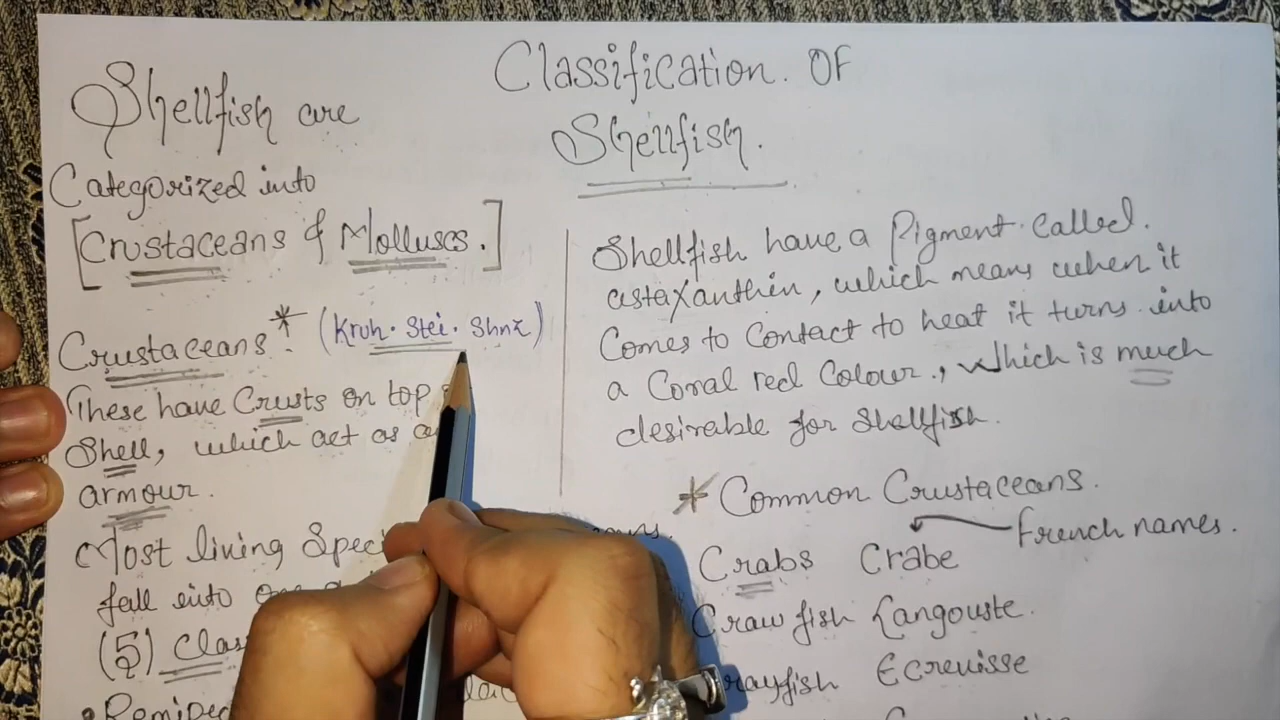 Classification. Of
Shellfish.
Shellfish are
Categorized into
[Crustaceans & Molluscs.]
Crustaceans* (Kruh·Stei·Shnz)
These have Crusts on top
Shell, which act as
armour.
Most living
fall into
(5)
Shellfish have a Pigment called.
astaxanthin, which means when it
Comes to Contact to heat it turns into
a Coral red Colour., which is much
desirable for Shellfish.
* Common Crustaceans.
French names.
Crabs Crabe
Craw fish Langouste.
Ecrevisse